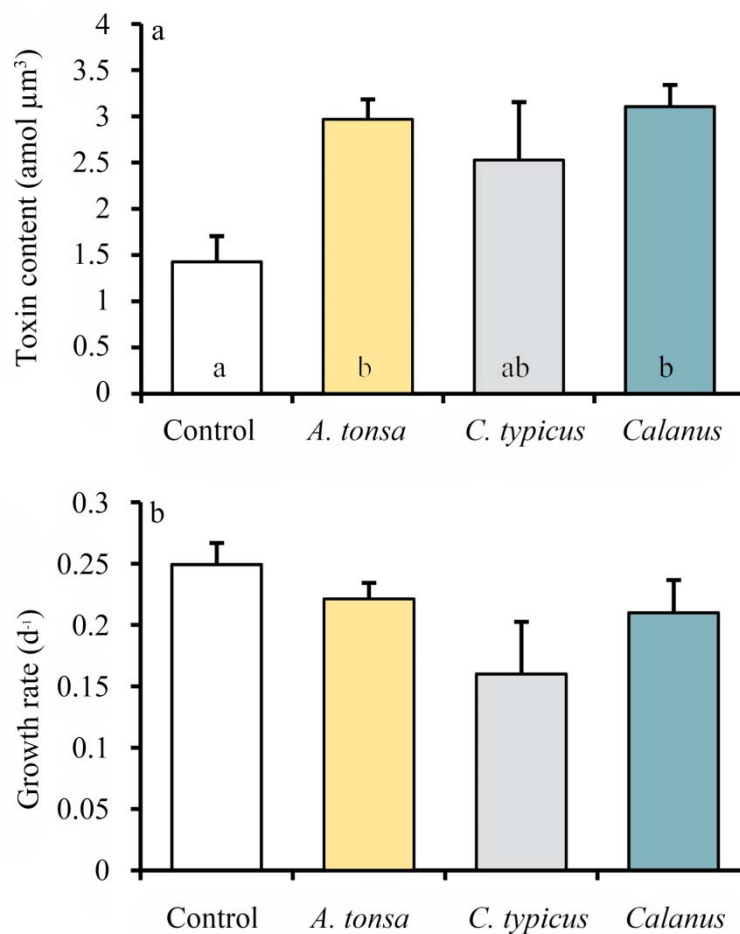 a
Toxin content (amol μm³)
4
3.5
3
2.5
2
1.5
1
0.5
0
a
b
ab
b
Control
A. tonsa
C. typicus
Calanus
b
Growth rate (d-¹)
0.3
0.25
0.2
0.15
0.1
0.05
0
Control
A. tonsa
C. typicus
Calanus